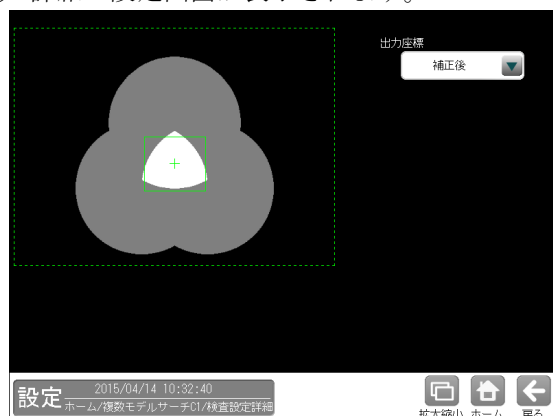 出力座標
補正後
設定
2015/04/14 10:32:40
ホーム/複数モデルサーチC1/検査設定詳細
拡大縮小 ホーム 戻る